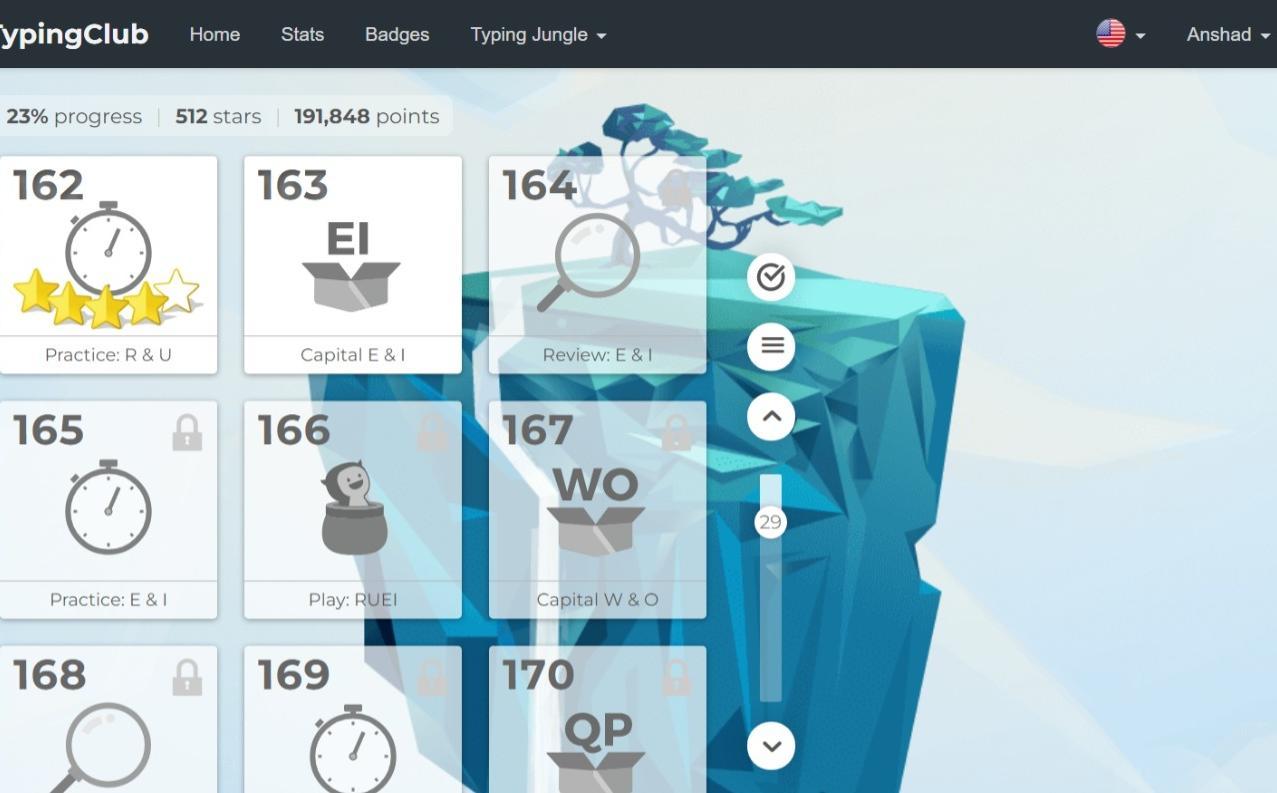 TypingClub Home Stats Badges Typing Jungle Anshad
23% progress 512 stars 191,848 points
162 163 164
EI
Practice: R & U Capital E & I Review: E & I
165 166 167
WO
29
Practice: E & I Play: RUEI Capital W & O
168 169 170
QP